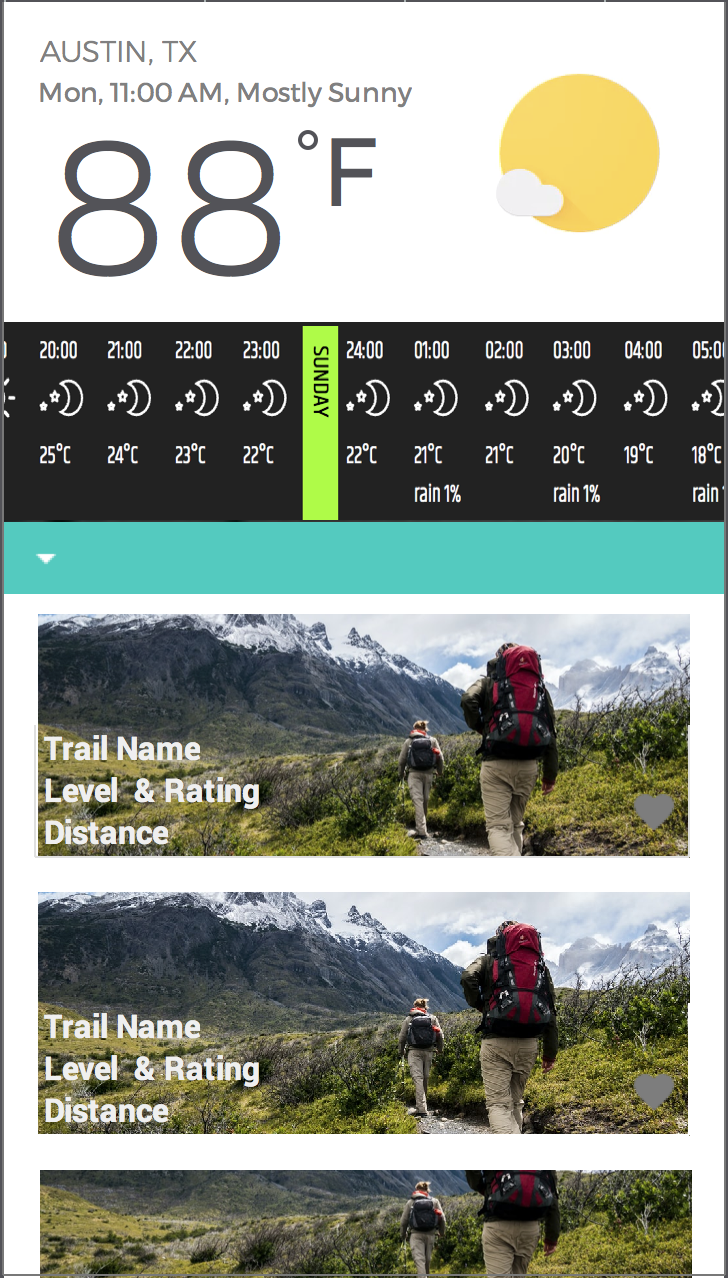 AUSTIN, TX
Mon, 11:00 AM, Mostly Sunny
88°F
20:00 21:00 22:00 23:00 SUNDAY 24:00 01:00 02:00 03:00 04:00 05:00
25°C 24°C 23°C 22°C 22°C 21°C 21°C 20°C 19°C 18°C
rain 1% rain 1% rain
Trail Name
Level & Rating
Distance
Trail Name
Level & Rating
Distance